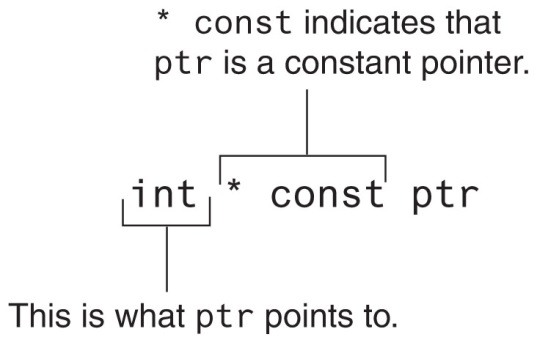 * const indicates that
ptr is a constant pointer.
int * const ptr
This is what ptr points to.